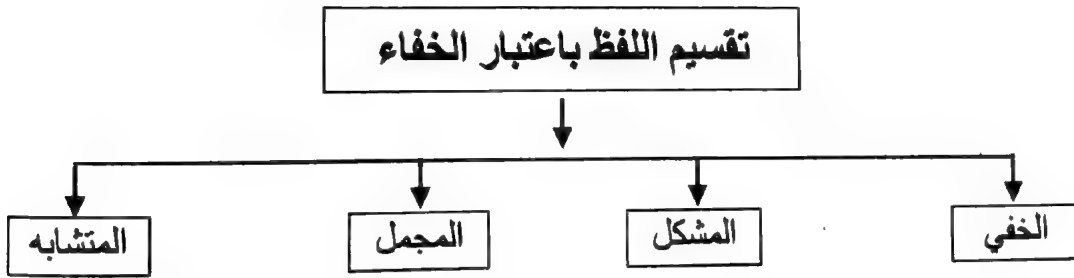 تقسيم اللفظ باعتبار الخفاء
الخفي
المشكل
المجمل
المتشابه